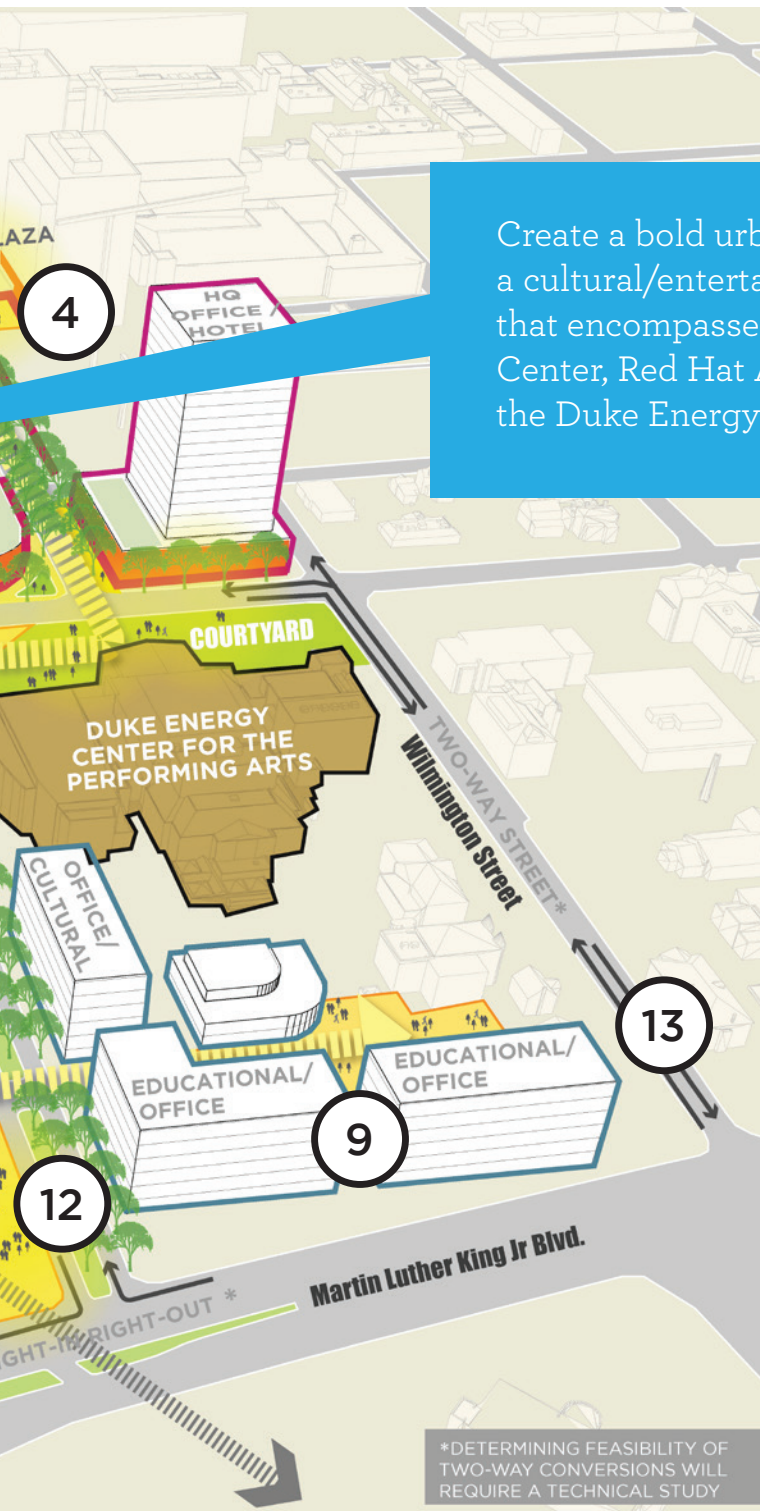 LAZA
4
HQ
OFFICE /
HOTEL
Create a bold urb
a cultural/enterta
that encompasse
Center, Red Hat A
the Duke Energy
COURTYARD
DUKE ENERGY
CENTER FOR THE
PERFORMING ARTS
TWO-WAY STREET*
Wilmington Street
OFFICE/
CULTURAL
13
EDUCATIONAL/
OFFICE
EDUCATIONAL/
OFFICE
9
12
Martin Luther King Jr Blvd.
IGHT-IN RIGHT-OUT *
*DETERMINING FEASIBILITY OF
TWO-WAY CONVERSIONS WILL
REQUIRE A TECHNICAL STUDY